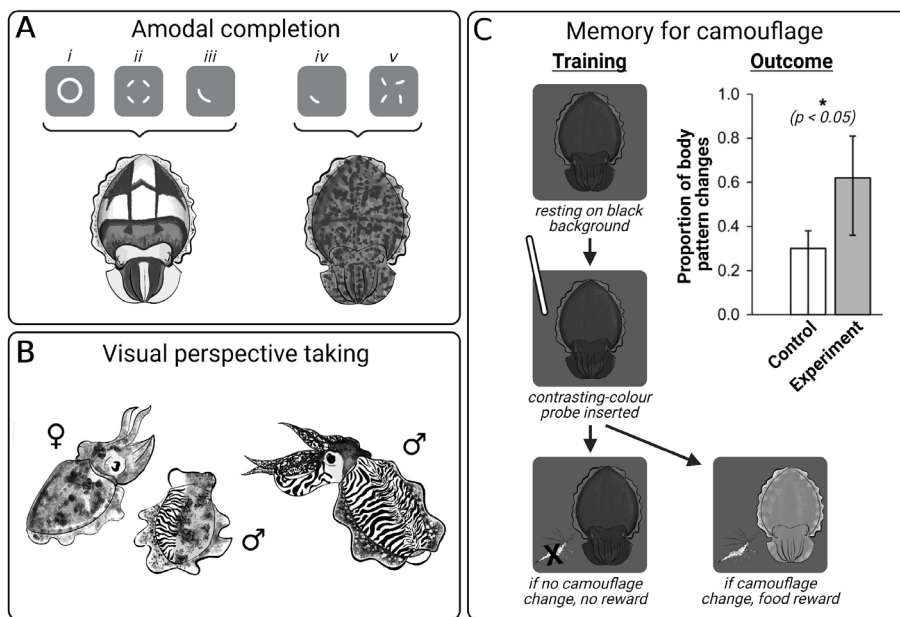 A
Amodal completion
i ii iii iv v
B
Visual perspective taking
♀
♂
♂
C
Memory for camouflage
Training
resting on black
background
contrasting-colour
probe inserted
X
if no camouflage
change, no reward
if camouflage
change, food reward
Outcome
Proportion of body
pattern changes
1.0
0.8
0.6
0.4
0.2
0.0
*
(p < 0.05)
Control
Experiment